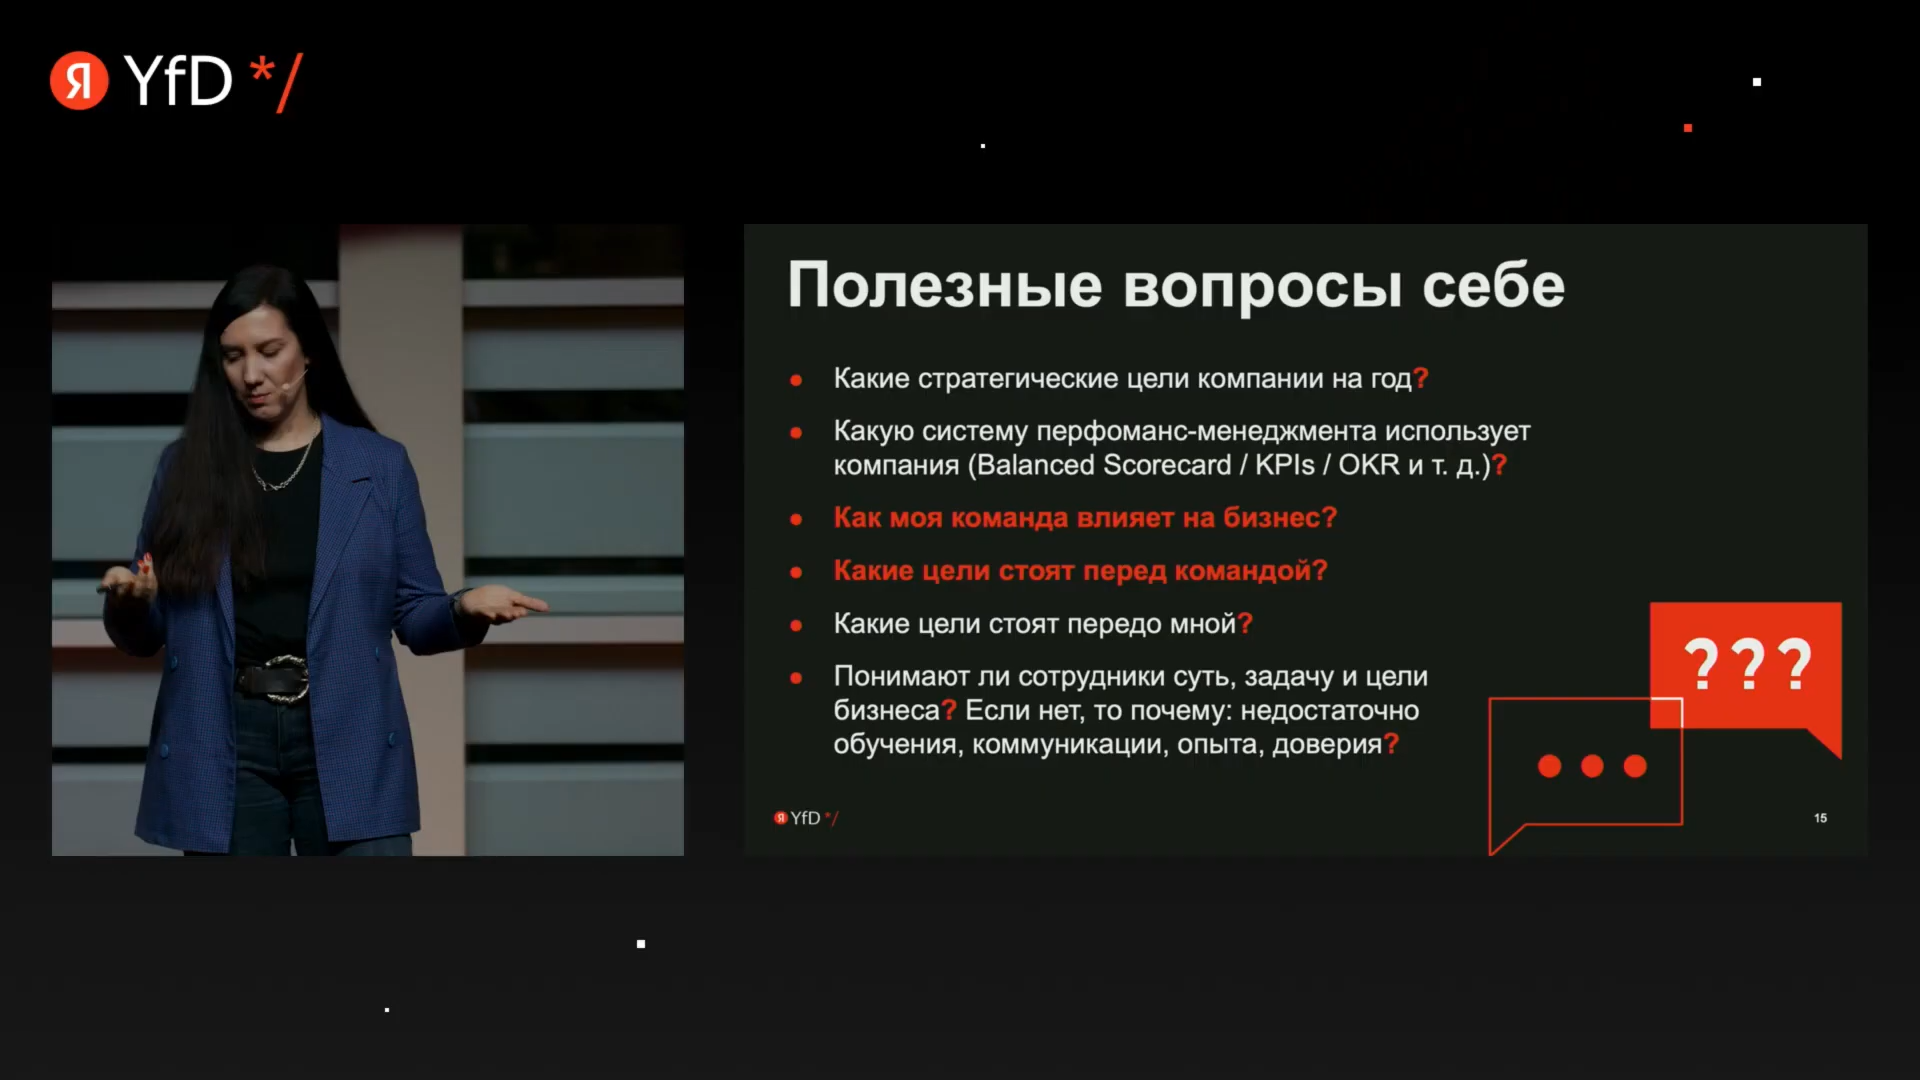 Я YfD */
Полезные вопросы себе
Какие стратегические цели компании на год?
Какую систему перфоманс-менеджмента использует
компания (Balanced Scorecard / KPIs / OKR и т. д.)?
Как моя команда влияет на бизнес?
Какие цели стоят перед командой?
Какие цели стоят передо мной?
Понимают ли сотрудники суть, задачу и цели
бизнеса? Если нет, то почему: недостаточно
обучения, коммуникации, опыта, доверия?
???
Я YfD */
15